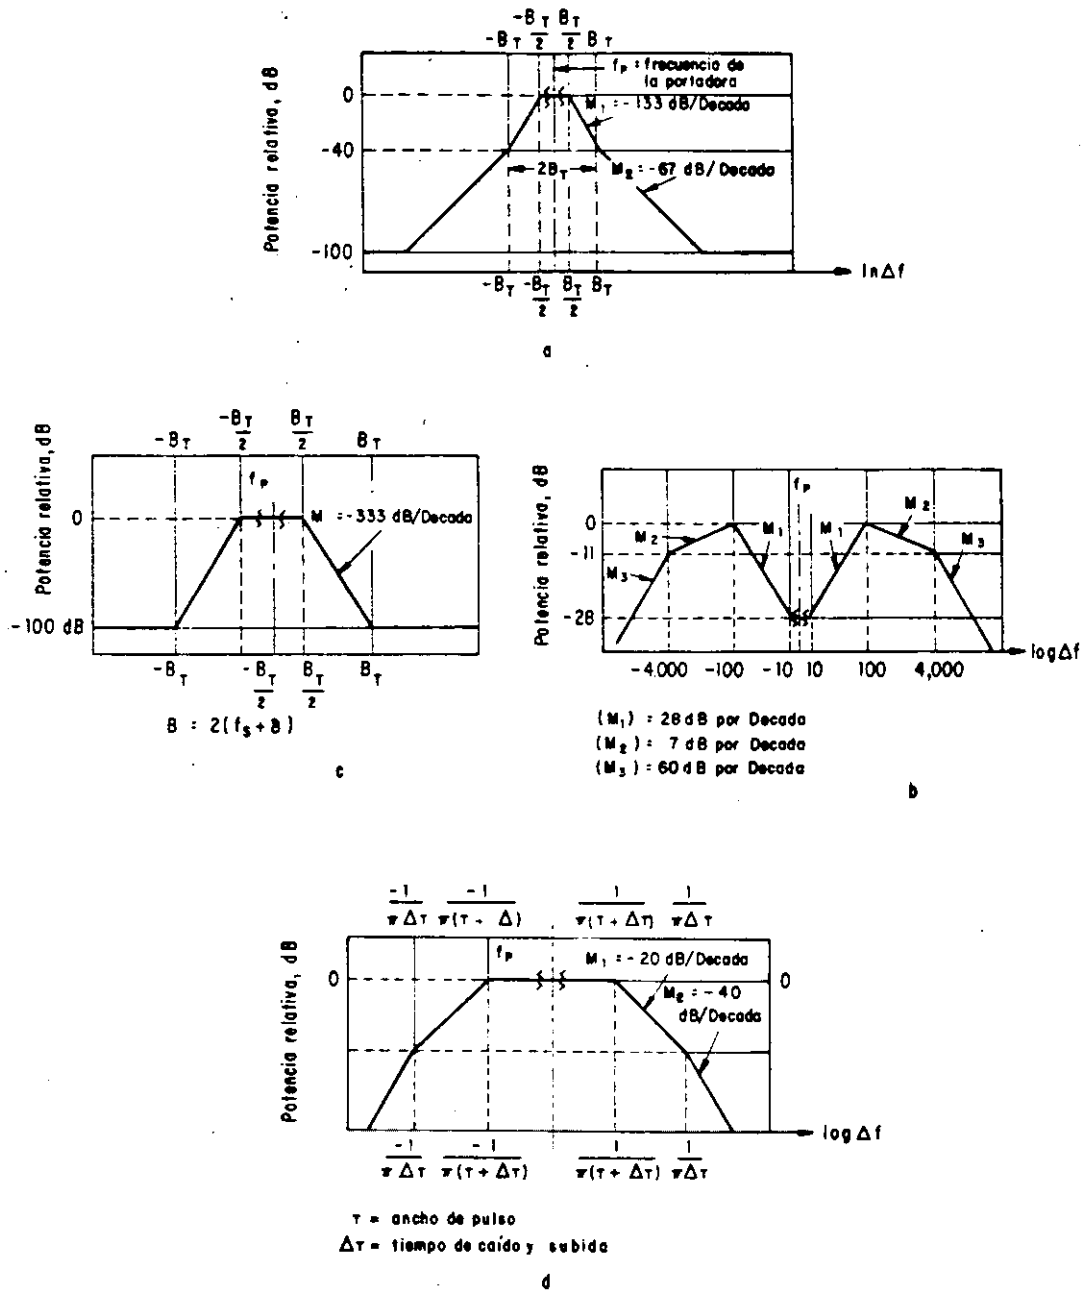 -B_T/2 B_T/2
-B_T B_T
f_P : frecuencia de
la portadora
Potencia relativa, dB
0
M_1 = -133 dB/Decada
-40
2B_T
M_2 = -67 dB/Decada
-100
ln Δf
-B_T -B_T/2 B_T/2 B_T
a
-B_T -B_T/2 B_T/2 B_T
Potencia relativa, dB
f_P
0
M = -333 dB/Decada
-100 dB
-B_T -B_T/2 B_T/2 B_T
B = 2(f_s+δ)
c
Potencia relativa, dB
f_P
0
-11
-28
M_3 M_2 M_1 M_1 M_2 M_3
log Δf
-4.000 -100 -10 10 100 4,000
(M_1) = 28 dB por Decada
(M_2) = 7 dB por Decada
(M_3) = 60 dB por Decada
b
-1/πΔτ -1/π(τ+Δ) 1/π(τ+Δτ) 1/πΔτ
Potencia relativa, dB
f_P
M_1 = -20 dB/Decada
0 0
M_2 = -40
dB/Decada
log Δf
-1/πΔτ -1/π(τ+Δτ) 1/π(τ+Δτ) 1/πΔτ
τ = ancho de pulso
Δτ = tiempo de caído y subida
d